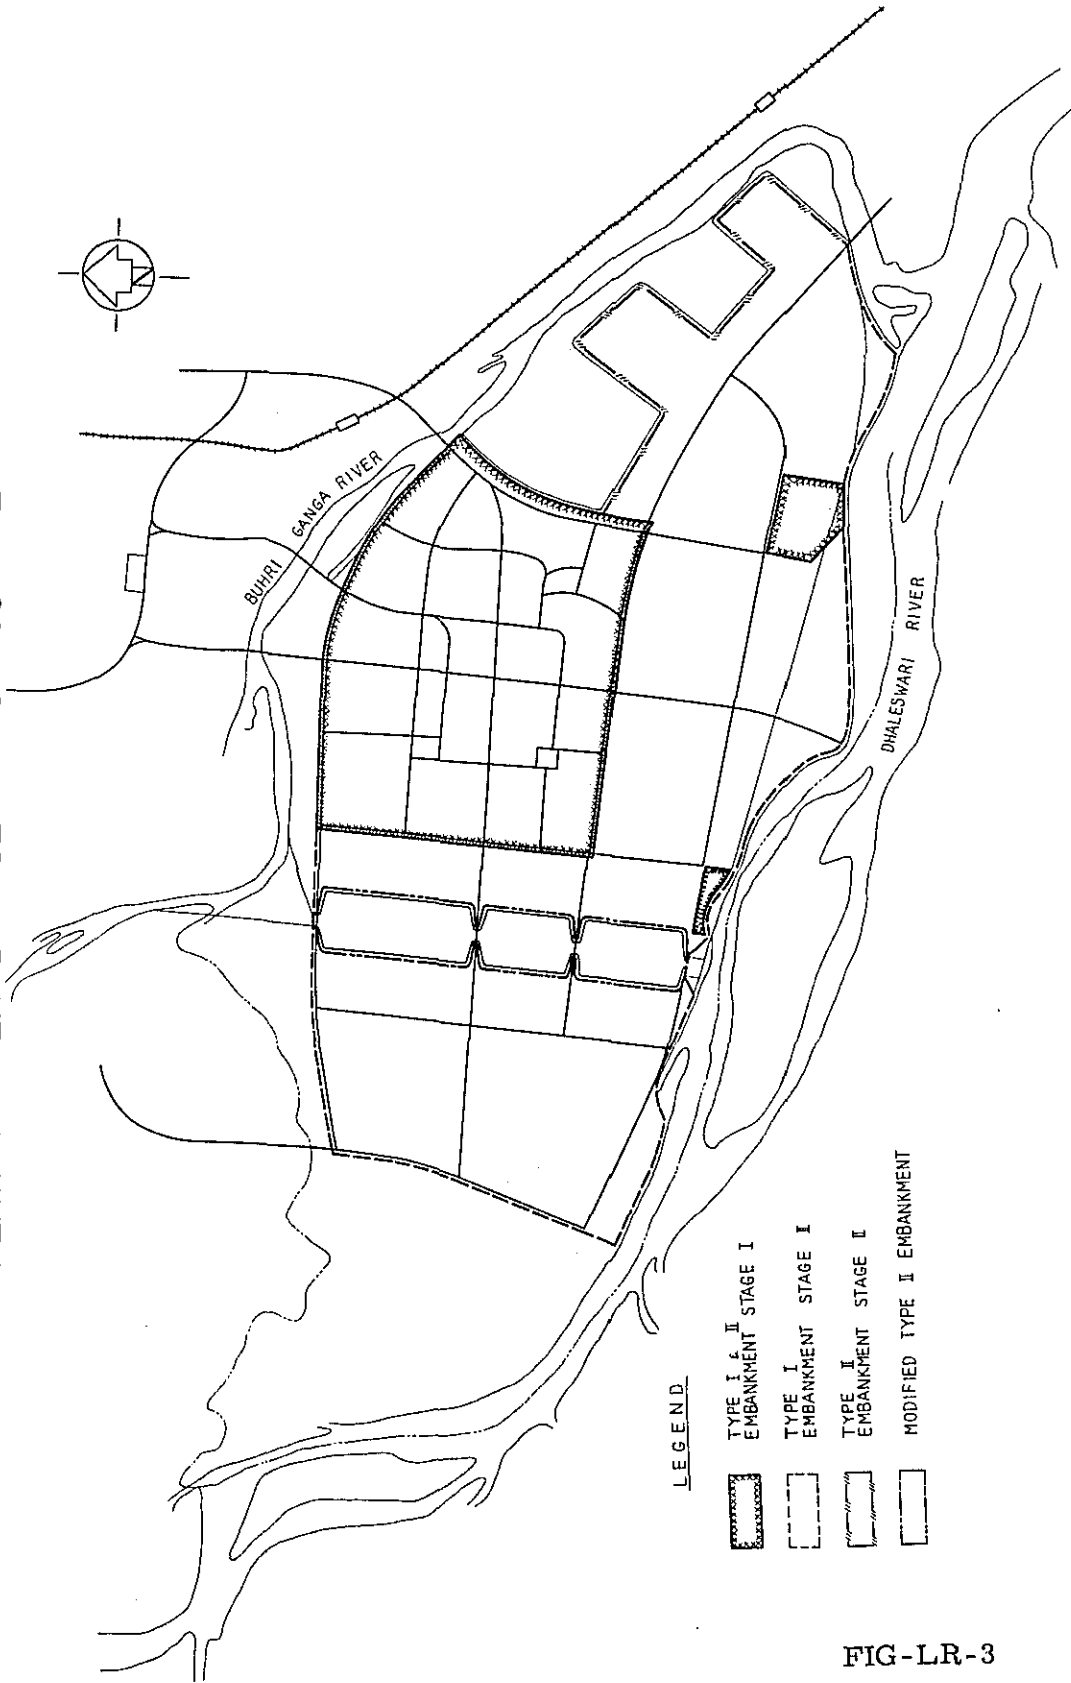 BUHRI GANGA RIVER
DHALESWARI RIVER
LEGEND
TYPE I & II
EMBANKMENT STAGE I
TYPE I
EMBANKMENT STAGE II
TYPE II
EMBANKMENT STAGE II
MODIFIED TYPE II EMBANKMENT
FIG-LR-3